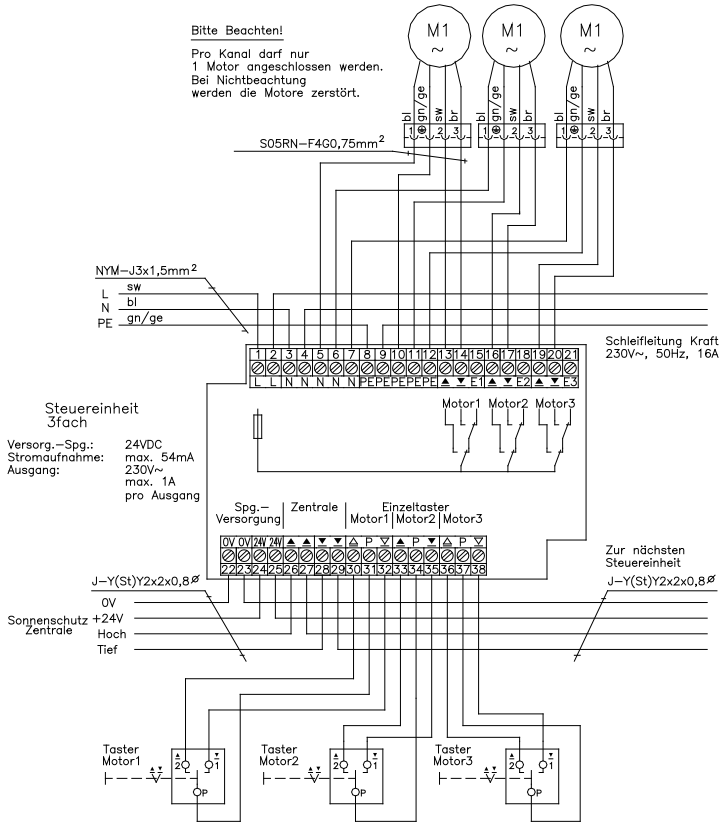 Bitte Beachten!
Pro Kanal darf nur
1 Motor angeschlossen werden.
Bei Nichtbeachtung
werden die Motore zerstört.
M1 M1 M1
~ ~ ~
bl gn/ge sw br bl gn/ge sw br bl gn/ge sw br
1 2 3 1 2 3 1 2 3
S05RN-F4G0,75mm²
NYM-J3x1,5mm²
L sw
N bl
PE gn/ge
Schleifleitung Kraft
230V~, 50Hz, 16A
1 2 3 4 5 6 7 8 9 10 11 12 13 14 15 16 17 18 19 20 21
L L N N N N N PE PE PE PE PE ▲ ▼ E1 ▲ ▼ E2 ▲ ▼ E3
Motor1 Motor2 Motor3
Steuereinheit
3fach
Versorg.-Spg.: 24VDC
Stromaufnahme: max. 54mA
Ausgang: 230V~
max. 1A
pro Ausgang
Spg.-
Versorgung
Zentrale
Einzeltaster
Motor1 Motor2 Motor3
0V 0V 24V 24V ▲ ▲ ▼ ▼ △ P ▽ ▲ P ▼ △ P ▽
22 23 24 25 26 27 28 29 30 31 32 33 34 35 36 37 38
Zur nächsten
Steuereinheit
J-Y(St)Y2x2x0,8⌀
J-Y(St)Y2x2x0,8⌀
Sonnenschutz
Zentrale
0V
+24V
Hoch
Tief
Taster
Motor1
2 1
P
Taster
Motor2
2 1
P
Taster
Motor3
2 1
P